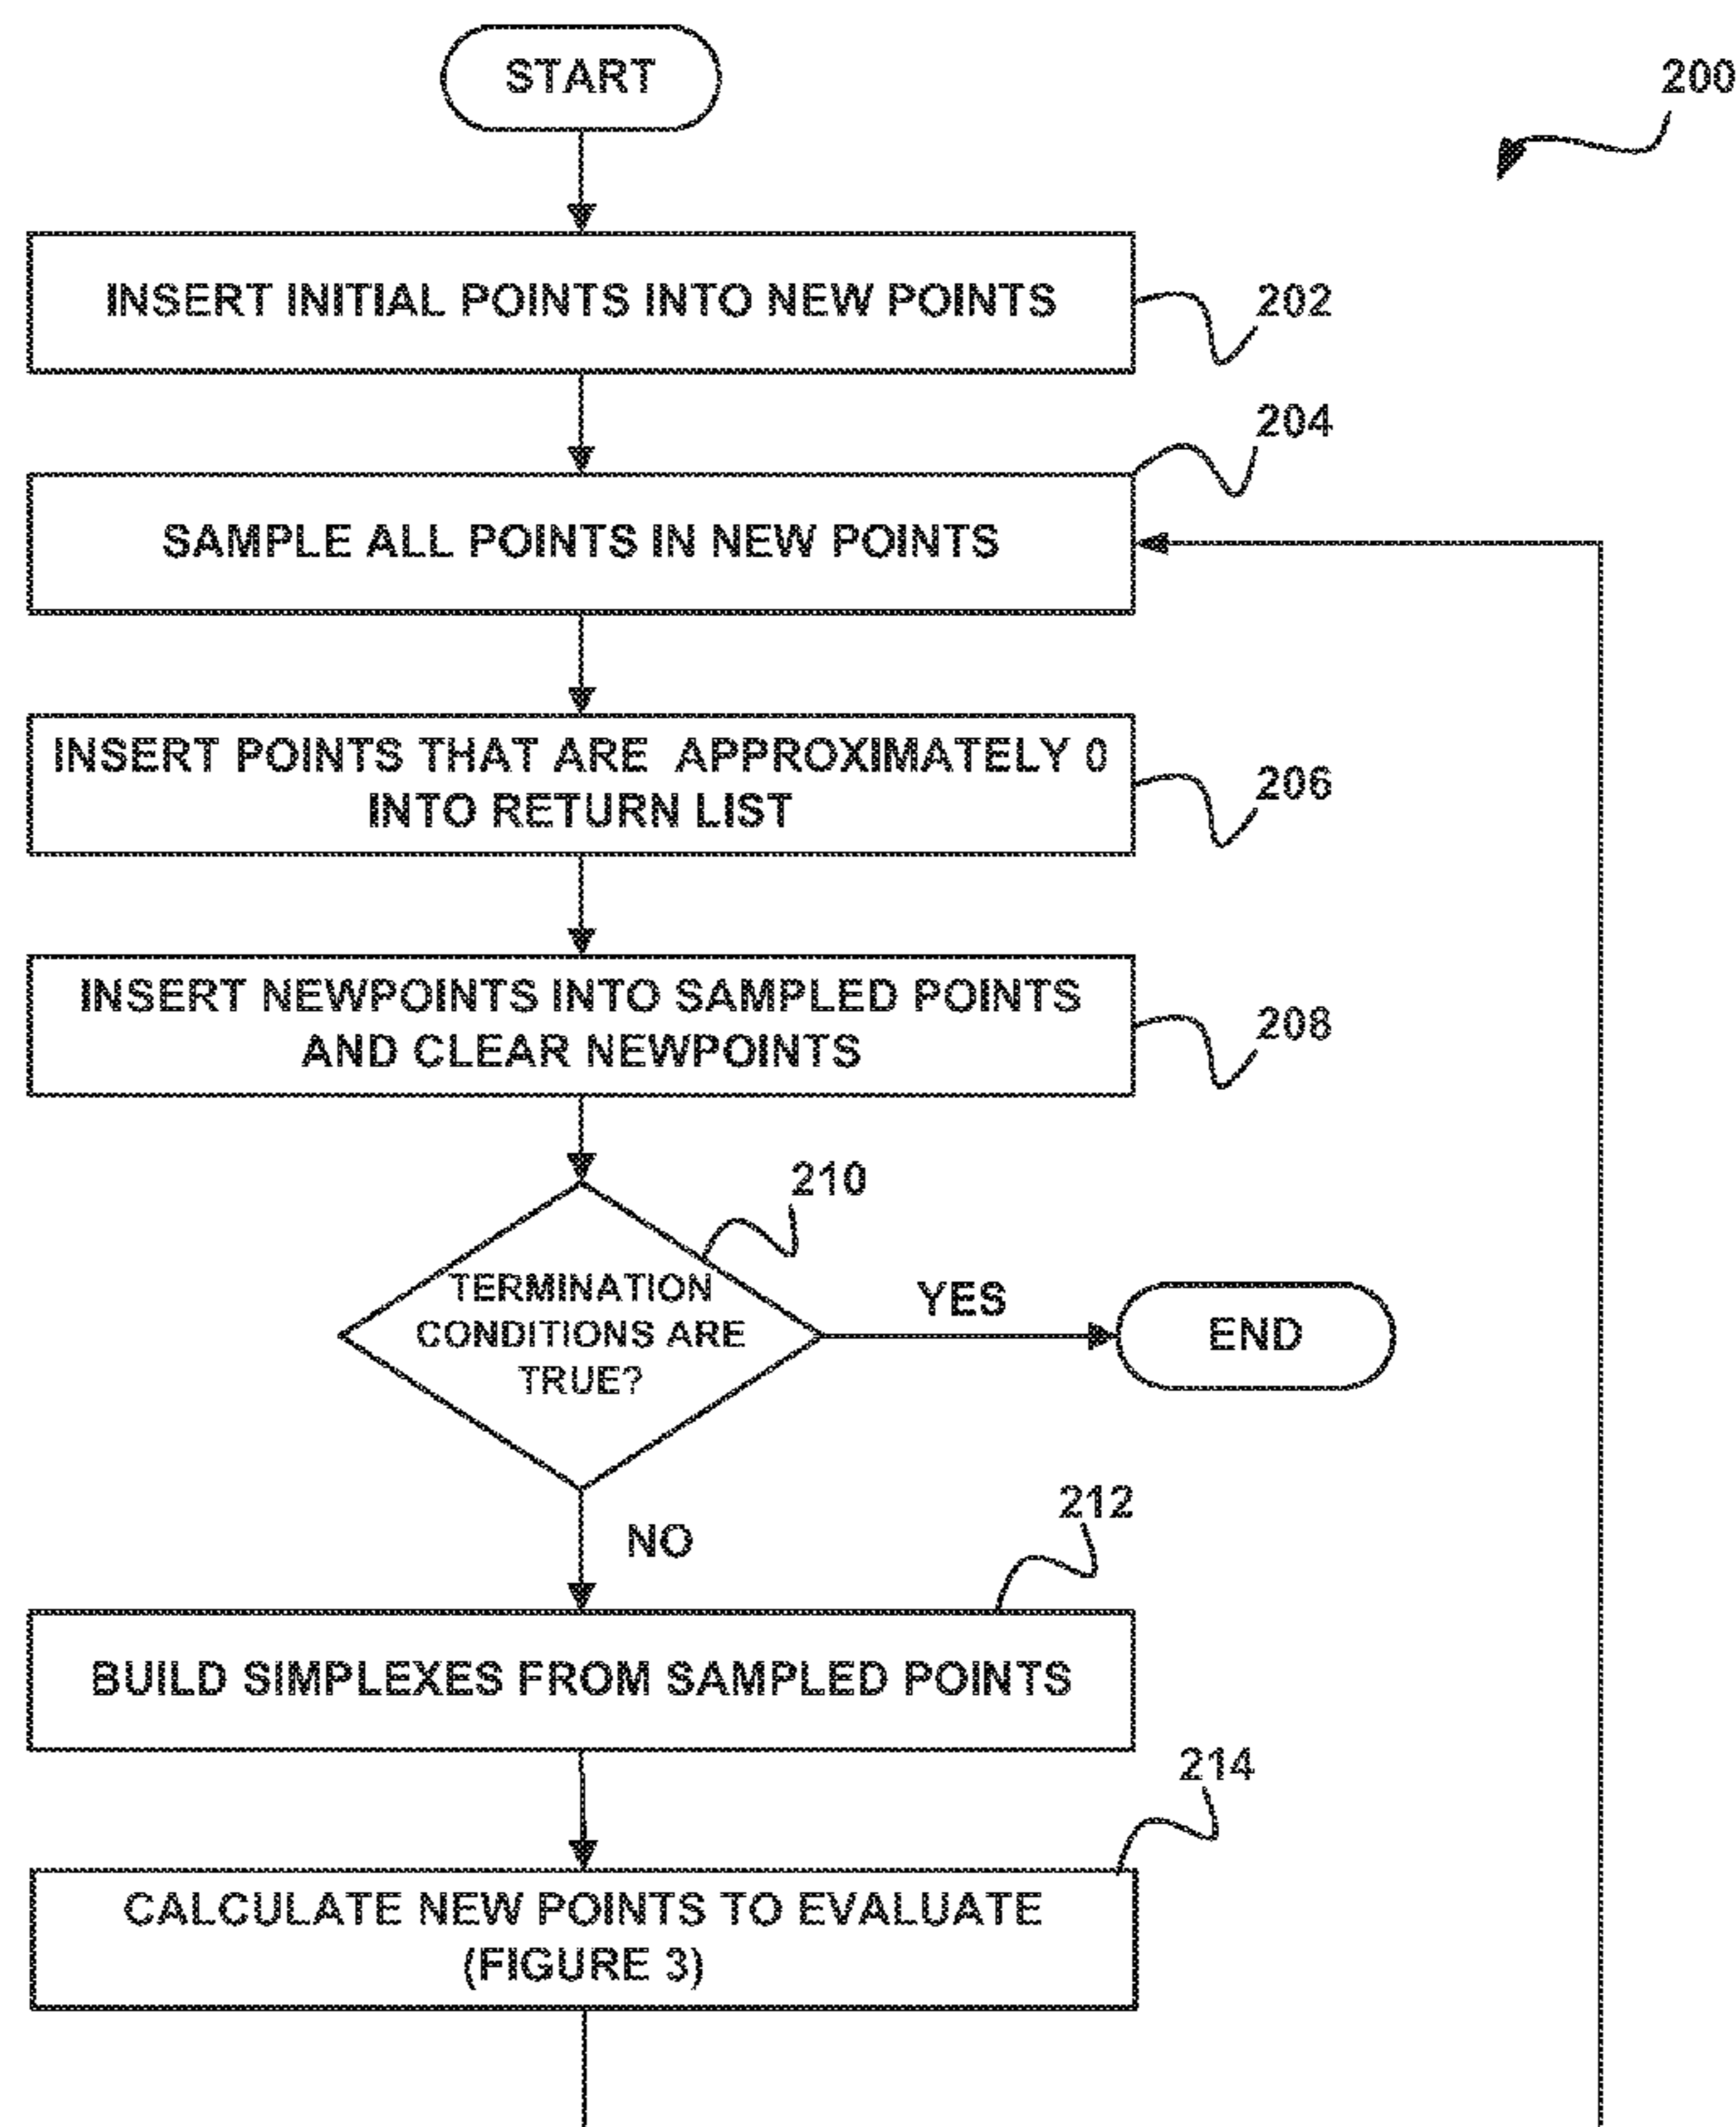 START
200
INSERT INITIAL POINTS INTO NEW POINTS
202
204
SAMPLE ALL POINTS IN NEW POINTS
INSERT POINTS THAT ARE APPROXIMATELY 0
INTO RETURN LIST
206
INSERT NEWPOINTS INTO SAMPLED POINTS
AND CLEAR NEWPOINTS
208
210
TERMINATION
CONDITIONS ARE
TRUE?
YES
END
NO
212
BUILD SIMPLEXES FROM SAMPLED POINTS
214
CALCULATE NEW POINTS TO EVALUATE
(FIGURE 3)